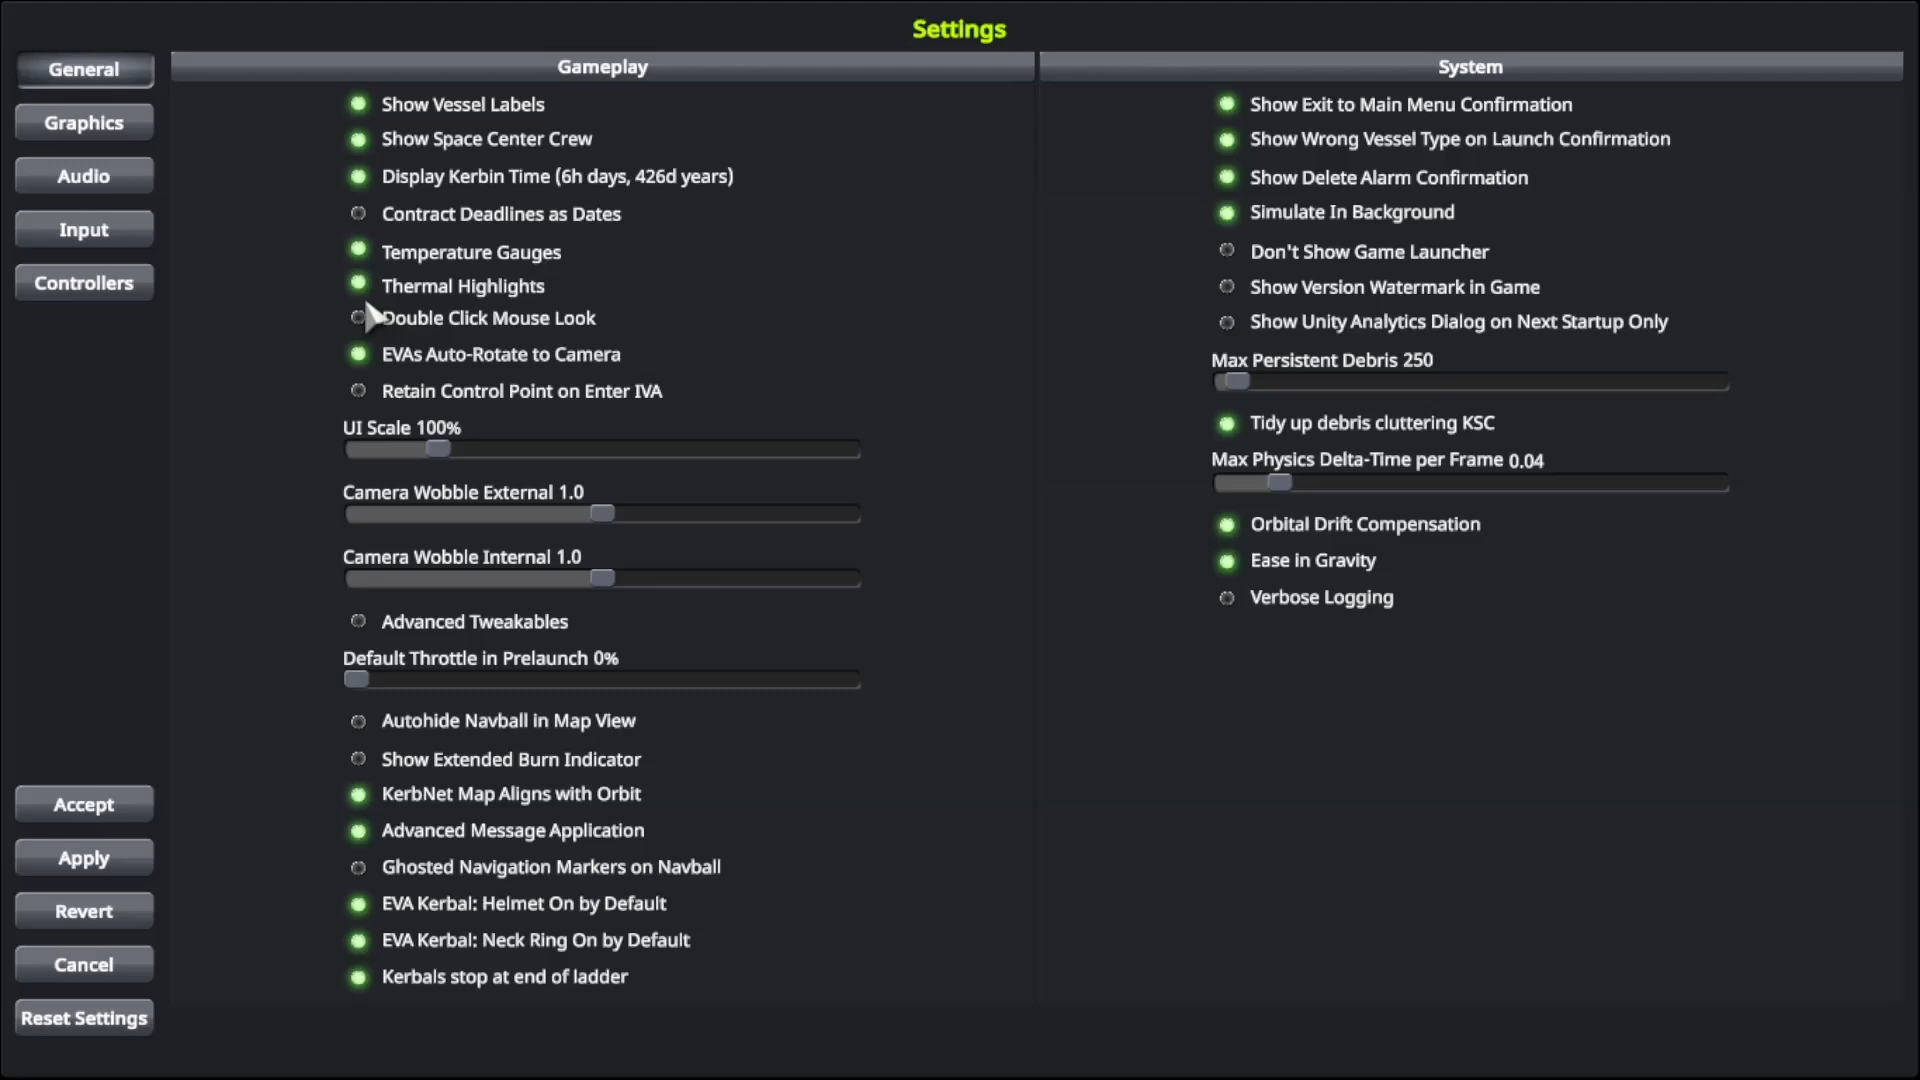 Settings
General
Graphics
Audio
Input
Controllers
Accept
Apply
Revert
Cancel
Reset Settings
Gameplay
Show Vessel Labels
Show Space Center Crew
Display Kerbin Time (6h days, 426d years)
Contract Deadlines as Dates
Temperature Gauges
Thermal Highlights
Double Click Mouse Look
EVAs Auto-Rotate to Camera
Retain Control Point on Enter IVA
UI Scale 100%
Camera Wobble External 1.0
Camera Wobble Internal 1.0
Advanced Tweakables
Default Throttle in Prelaunch 0%
Autohide Navball in Map View
Show Extended Burn Indicator
KerbNet Map Aligns with Orbit
Advanced Message Application
Ghosted Navigation Markers on Navball
EVA Kerbal: Helmet On by Default
EVA Kerbal: Neck Ring On by Default
Kerbals stop at end of ladder
System
Show Exit to Main Menu Confirmation
Show Wrong Vessel Type on Launch Confirmation
Show Delete Alarm Confirmation
Simulate In Background
Don't Show Game Launcher
Show Version Watermark in Game
Show Unity Analytics Dialog on Next Startup Only
Max Persistent Debris 250
Tidy up debris cluttering KSC
Max Physics Delta-Time per Frame 0.04
Orbital Drift Compensation
Ease in Gravity
Verbose Logging